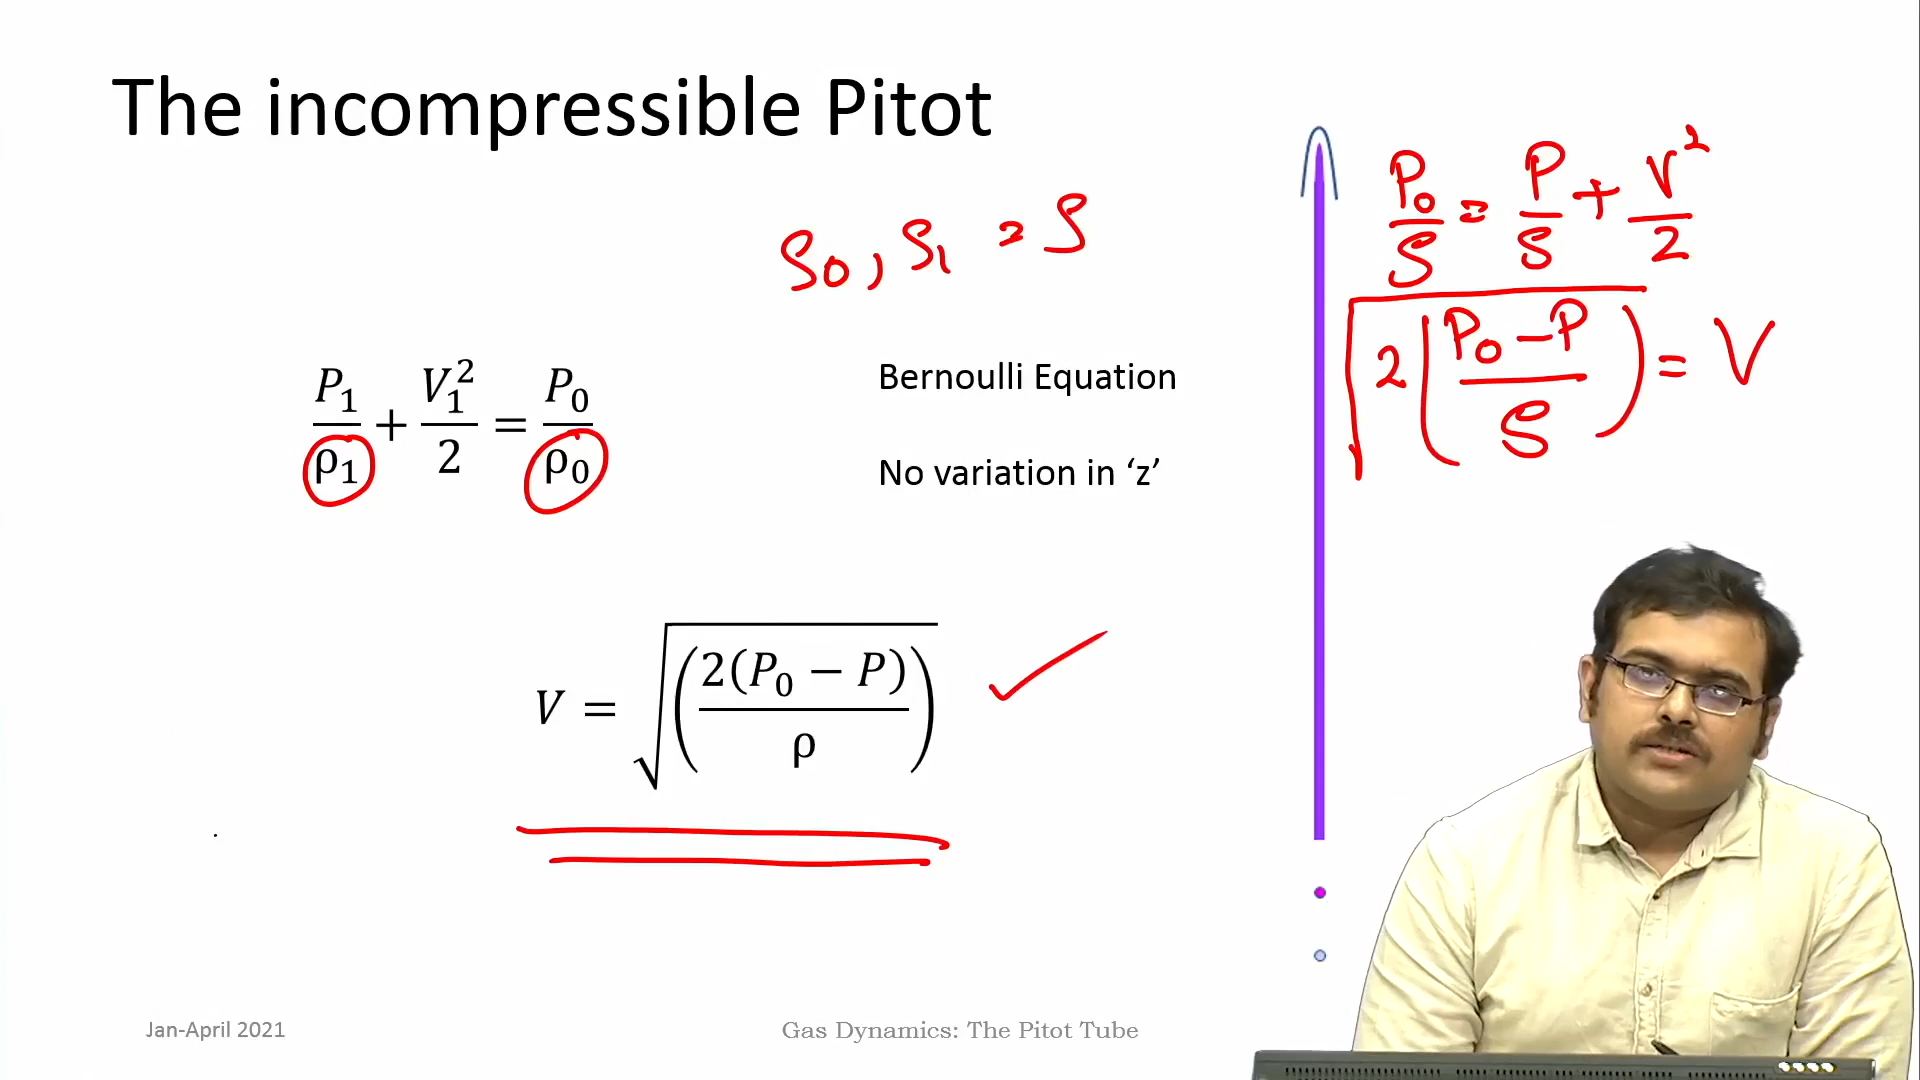 The incompressible Pitot
ρ0, ρ1 = ρ
P0/ρ = P/ρ + V²/2
√(2((P0 − P)/ρ)) = V
P₁/ρ₁ + V₁²/2 = P₀/ρ₀
Bernoulli Equation
No variation in ‘z’
V = √(2(P₀ − P)/ρ)
Jan-April 2021
Gas Dynamics: The Pitot Tube